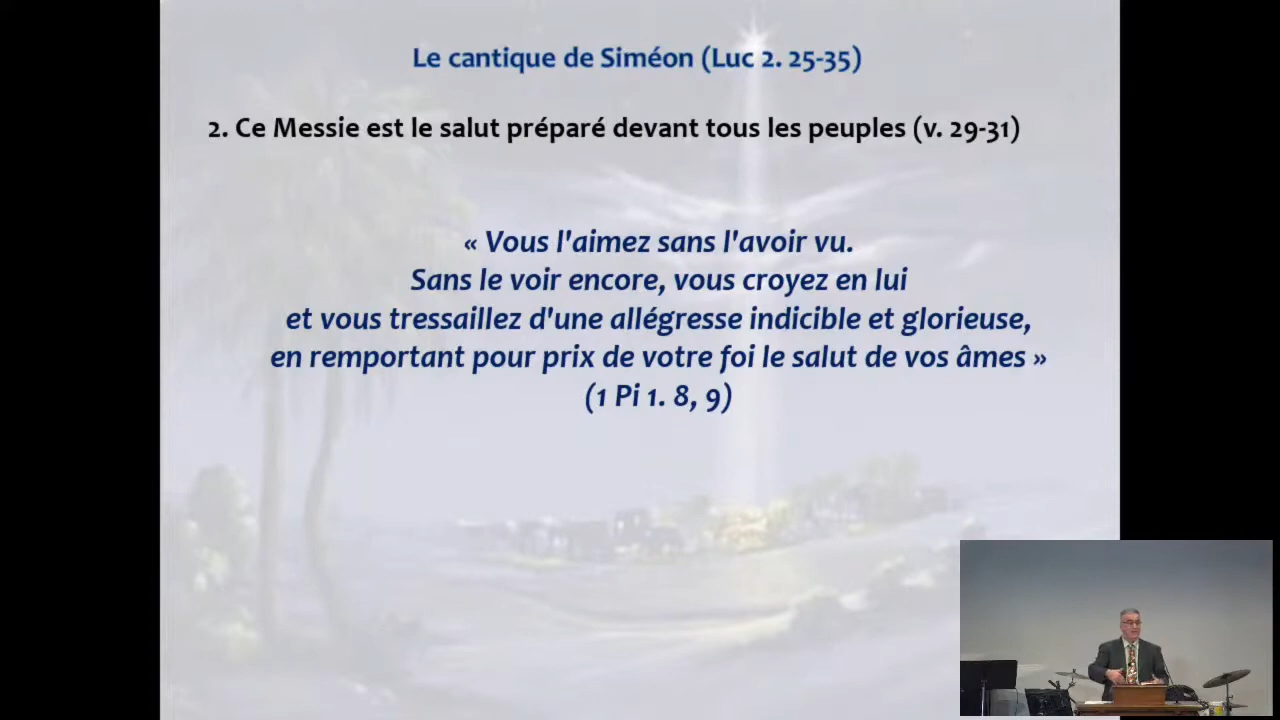 Le cantique de Siméon (Luc 2. 25-35)
2. Ce Messie est le salut préparé devant tous les peuples (v. 29-31)
« Vous l'aimez sans l'avoir vu.
Sans le voir encore, vous croyez en lui
et vous tressaillez d'une allégresse indicible et glorieuse,
en remportant pour prix de votre foi le salut de vos âmes »
(1 Pi 1. 8, 9)